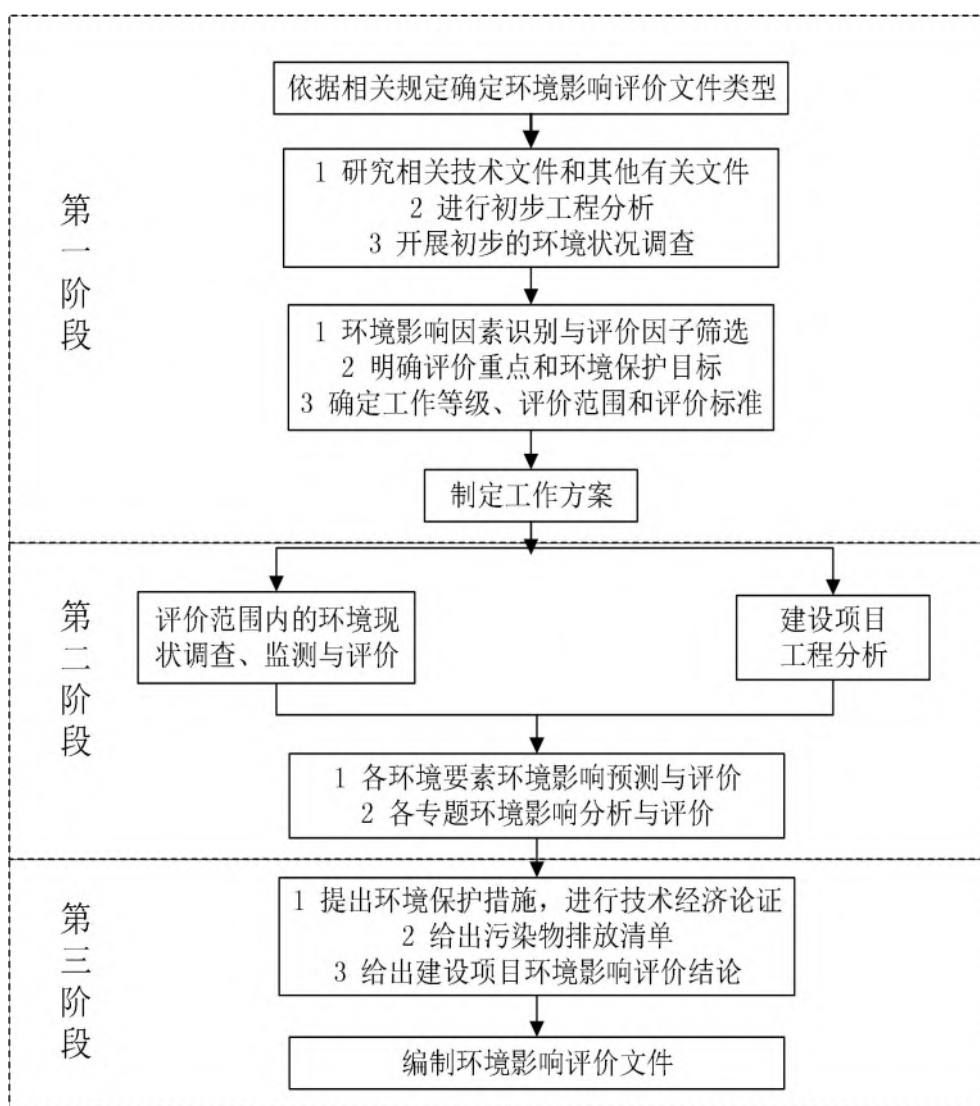 第一阶段
依据相关规定确定环境影响评价文件类型
1 研究相关技术文件和其他有关文件
2 进行初步工程分析
3 开展初步的环境状况调查
1 环境影响因素识别与评价因子筛选
2 明确评价重点和环境保护目标
3 确定工作等级、评价范围和评价标准
制定工作方案
第二阶段
评价范围内的环境现
状调查、监测与评价
建设项目
工程分析
1 各环境要素环境影响预测与评价
2 各专题环境影响分析与评价
第三阶段
1 提出环境保护措施，进行技术经济论证
2 给出污染物排放清单
3 给出建设项目环境影响评价结论
编制环境影响评价文件